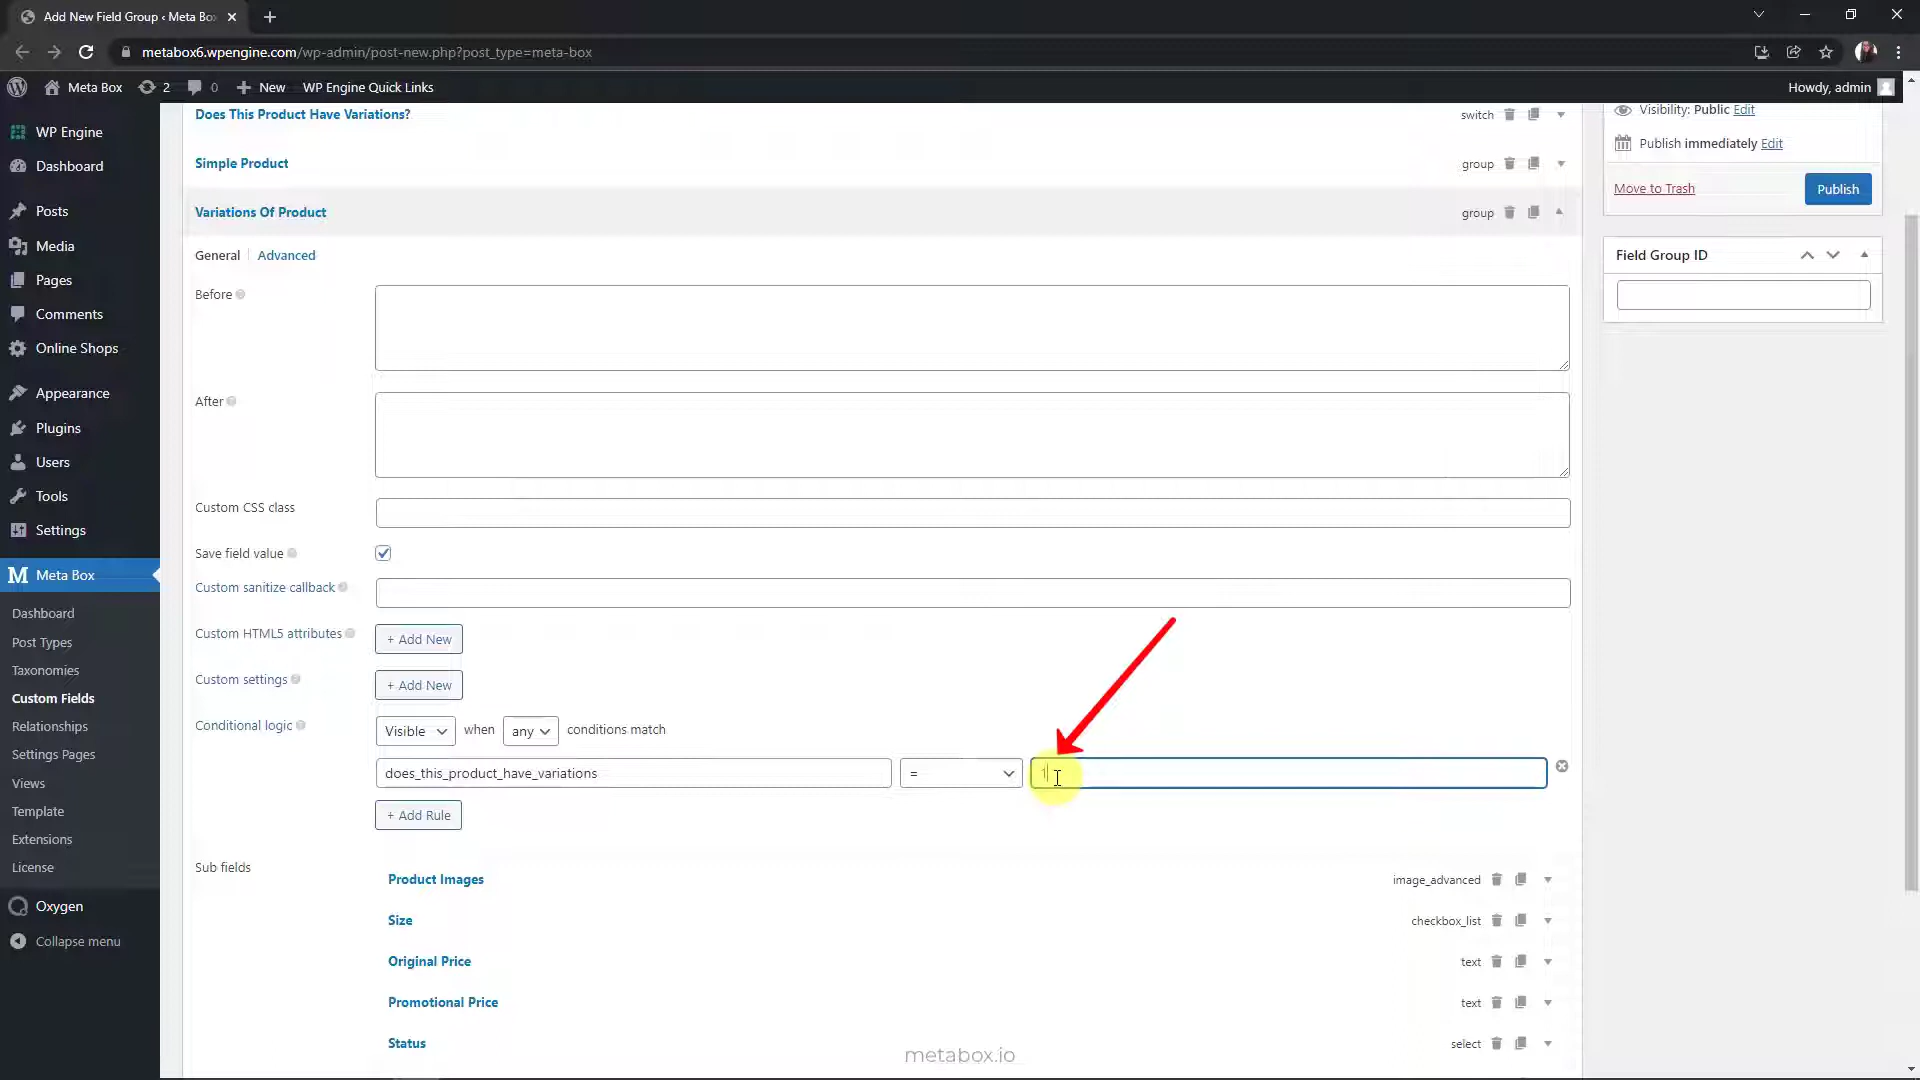 Add New Field Group ‹ Meta Bo
metabox6.wpengine.com/wp-admin/post-new.php?post_type=meta-box
Meta Box
2
0
New
WP Engine Quick Links
Howdy, admin
WP Engine
Dashboard
Posts
Media
Pages
Comments
Online Shops
Appearance
Plugins
Users
Tools
Settings
Meta Box
Dashboard
Post Types
Taxonomies
Custom Fields
Relationships
Settings Pages
Views
Template
Extensions
License
Oxygen
Collapse menu
Does This Product Have Variations?
switch
Simple Product
group
Variations Of Product
group
General
Advanced
Before
After
Custom CSS class
Save field value
Custom sanitize callback
Custom HTML5 attributes
+ Add New
Custom settings
+ Add New
Conditional logic
Visible when any conditions match
does_this_product_have_variations = 1
+ Add Rule
Sub fields
Product Images
image_advanced
Size
checkbox_list
Original Price
text
Promotional Price
text
Status
select
Visibility: Public Edit
Publish immediately Edit
Move to Trash
Publish
Field Group ID
metabox.io